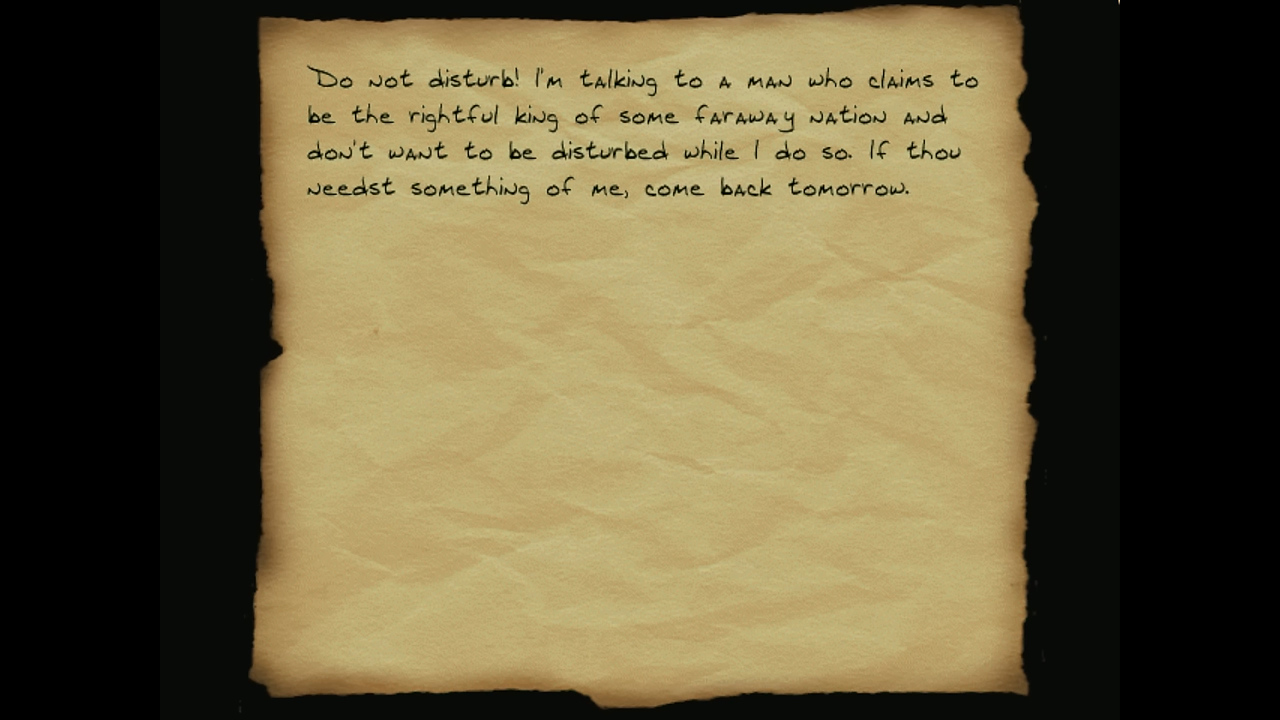 Do not disturb! I'm talking to a man who claims to
be the rightful king of some faraway nation and
don't want to be disturbed while I do so. If thou
needst something of me, come back tomorrow.